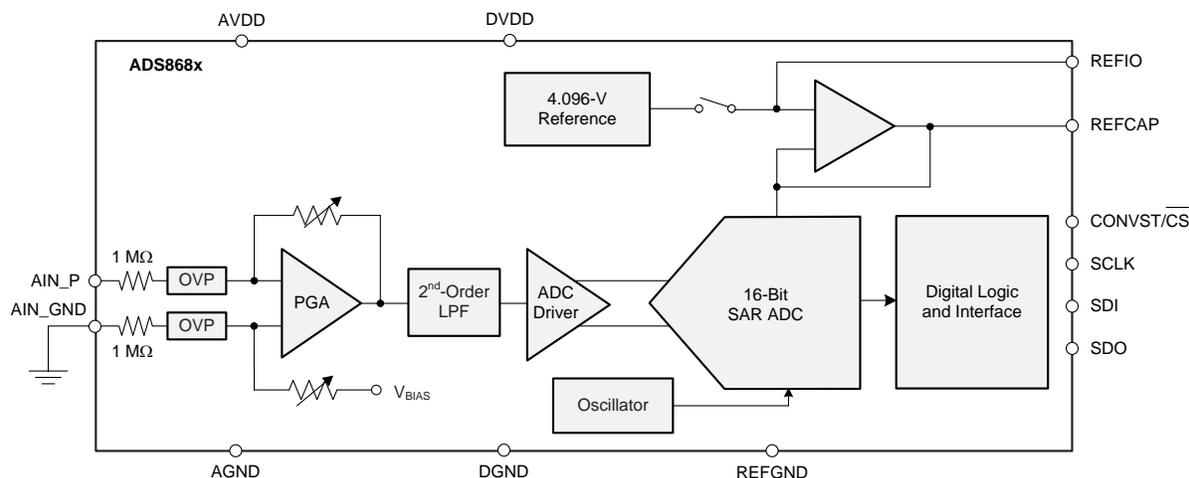 AVDD
DVDD
ADS868x
REFIO
4.096-V
Reference
REFCAP
CONVST/C̅S̅
1 MΩ
OVP
AIN_P
PGA
2nd-Order
LPF
ADC
Driver
16-Bit
SAR ADC
Digital Logic
and Interface
SCLK
SDI
SDO
AIN_GND
OVP
1 MΩ
VBIAS
Oscillator
AGND
DGND
REFGND